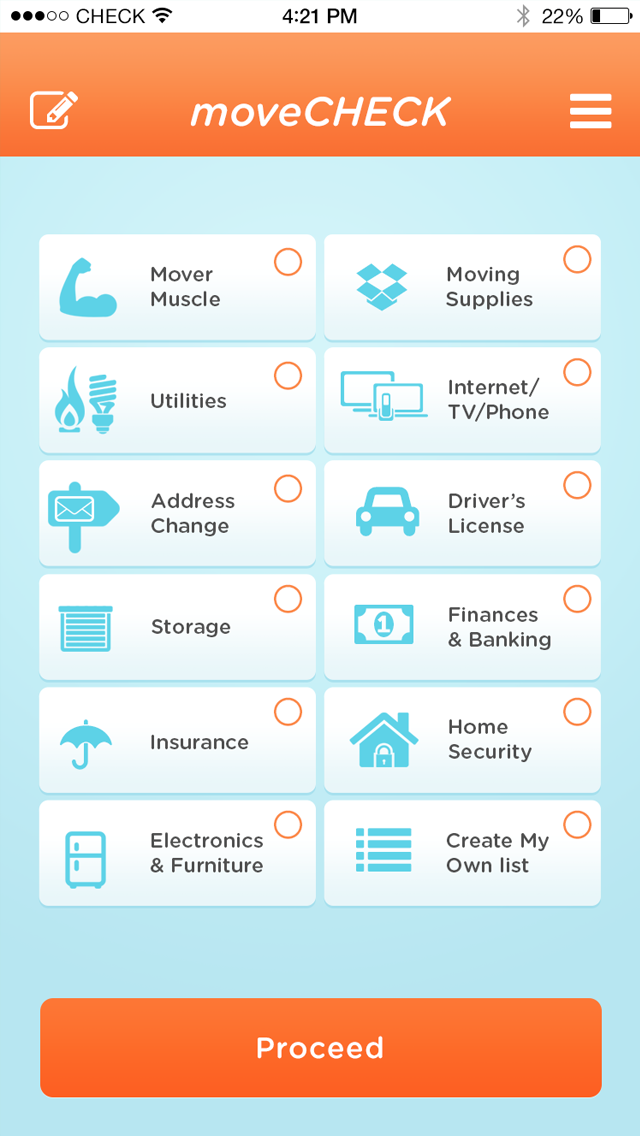 CHECK 4:21 PM 22%
moveCHECK
Mover
Muscle
Moving
Supplies
Utilities
Internet/
TV/Phone
Address
Change
Driver's
License
Storage
1
Finances
& Banking
Insurance
Home
Security
Electronics
& Furniture
Create My
Own list
Proceed